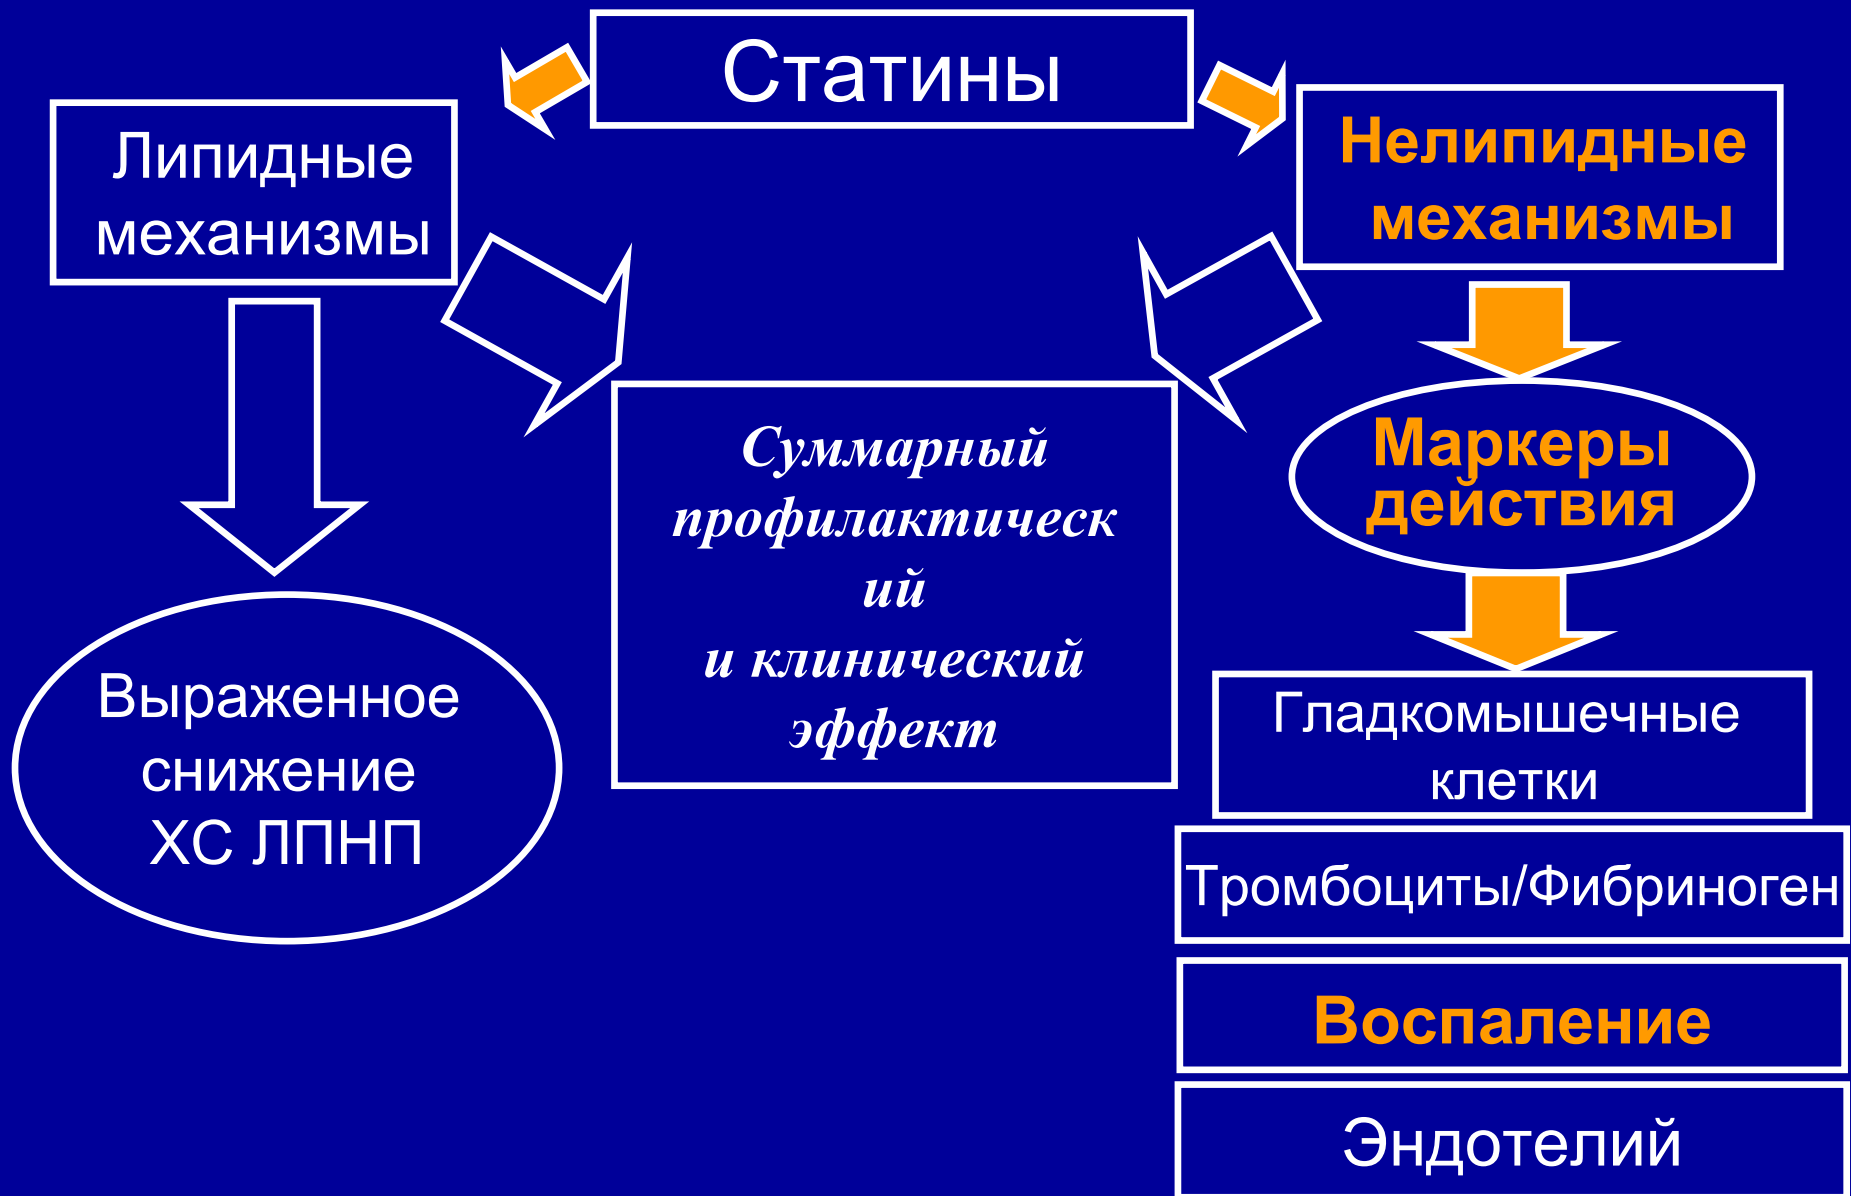 Статины
Липидные
механизмы
Нелипидные
механизмы
Суммарный
профилактическ
ий
и клинический
эффект
Маркеры
действия
Выраженное
снижение
ХС ЛПНП
Гладкомышечные
клетки
Тромбоциты/Фибриноген
Воспаление
Эндотелий